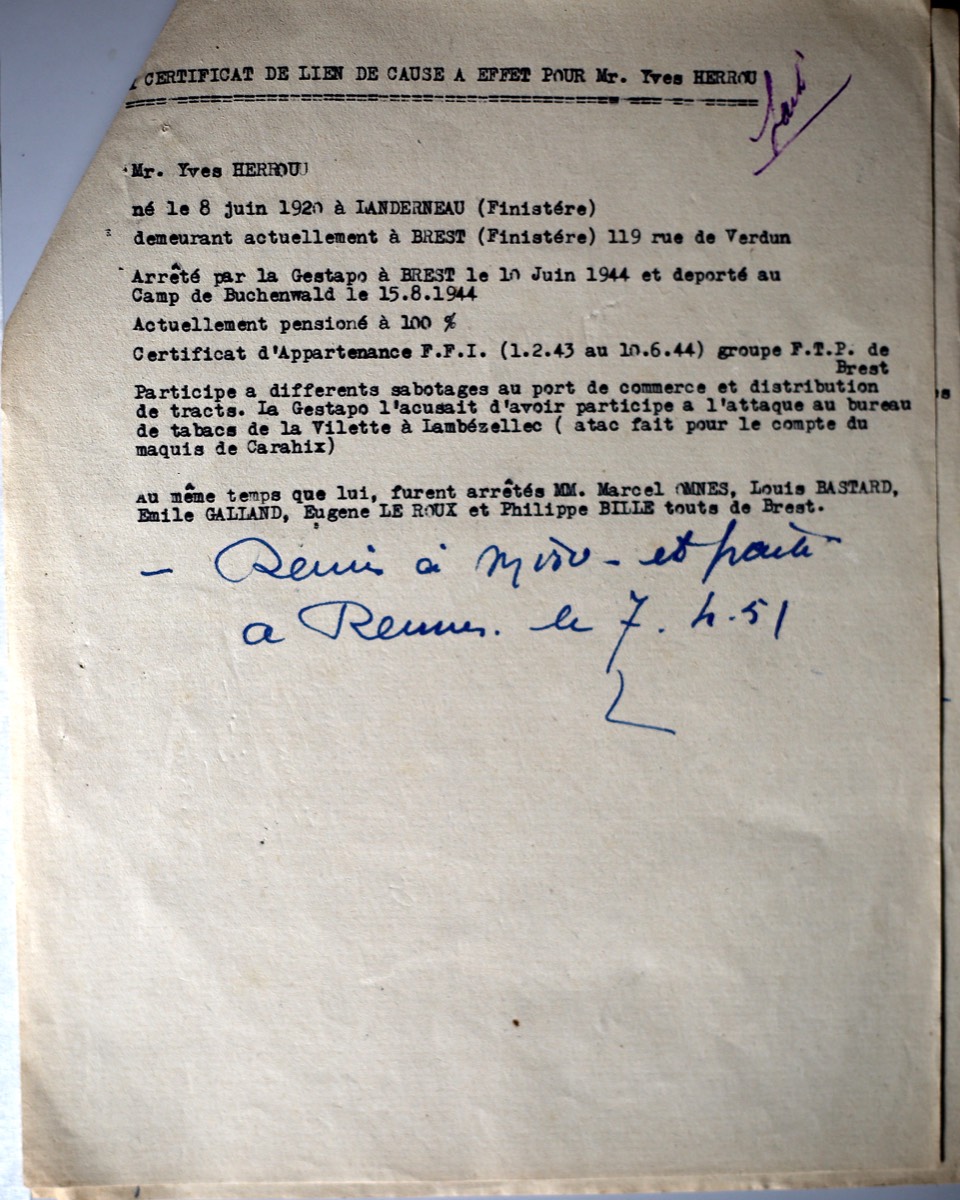 CERTIFICAT DE LIEN DE CAUSE A EFFET POUR Mr. Yves HERROU
fait
Mr. Yves HERROU
né le 8 juin 1920 à LANDERNEAU (Finistére)
demeurant actuellement à BREST (Finistére) 119 rue de Verdun
Arrêté par la Gestapo à BREST le 10 Juin 1944 et deporté au
Camp de Buchenwald le 15.8.1944
Actuellement pensioné à 100 %
Certificat d'Appartenance F.F.I. (1.2.43 au 10.6.44) groupe F.T.P. de
Brest
Participe a differents sabotages au port de commerce et distribution
de tracts. La Gestapo l'acusait d'avoir participe a l'attaque au bureau
de tabacs de la Vilette à Lambézellec ( atac fait pour le compte du
maquis de Carahix)
Au même temps que lui, furent arrêtés MM. Marcel OMNES, Louis BASTARD,
Emile GALLAND, Eugene LE ROUX et Philippe BILLE touts de Brest.
- Remis à - et
a Rennes. le 7. 4. 51